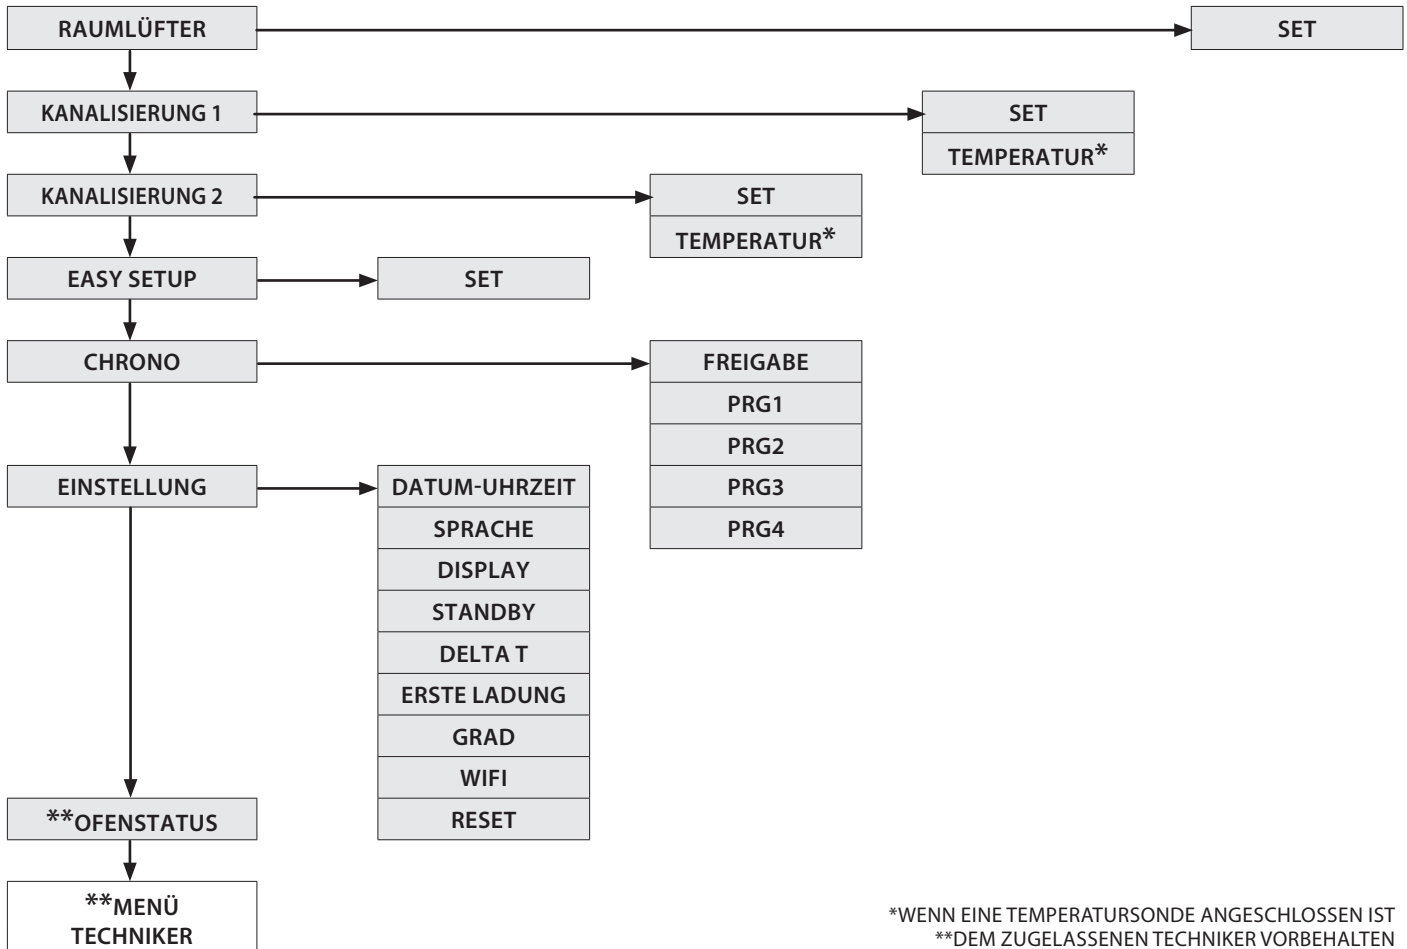 RAUMLÜFTER
SET
KANALISIERUNG 1
SET
TEMPERATUR*
KANALISIERUNG 2
SET
TEMPERATUR*
EASY SETUP
SET
CHRONO
FREIGABE
PRG1
PRG2
PRG3
PRG4
EINSTELLUNG
DATUM-UHRZEIT
SPRACHE
DISPLAY
STANDBY
DELTA T
ERSTE LADUNG
GRAD
WIFI
RESET
**OFENSTATUS
**MENÜ
TECHNIKER
*WENN EINE TEMPERATURSONDE ANGESCHLOSSEN IST
**DEM ZUGELASSENEN TECHNIKER VORBEHALTEN